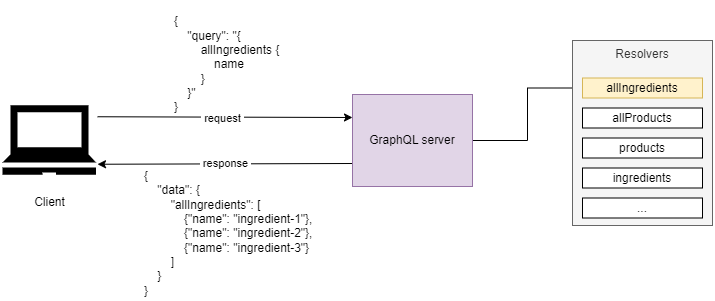 {
"query": "{
allIngredients {
name
}
}"
}
request
GraphQL server
response
Client
{
"data": {
"allIngredients": [
{"name": "ingredient-1"},
{"name": "ingredient-2"},
{"name": "ingredient-3"}
]
}
}
Resolvers
allIngredients
allProducts
products
ingredients
...